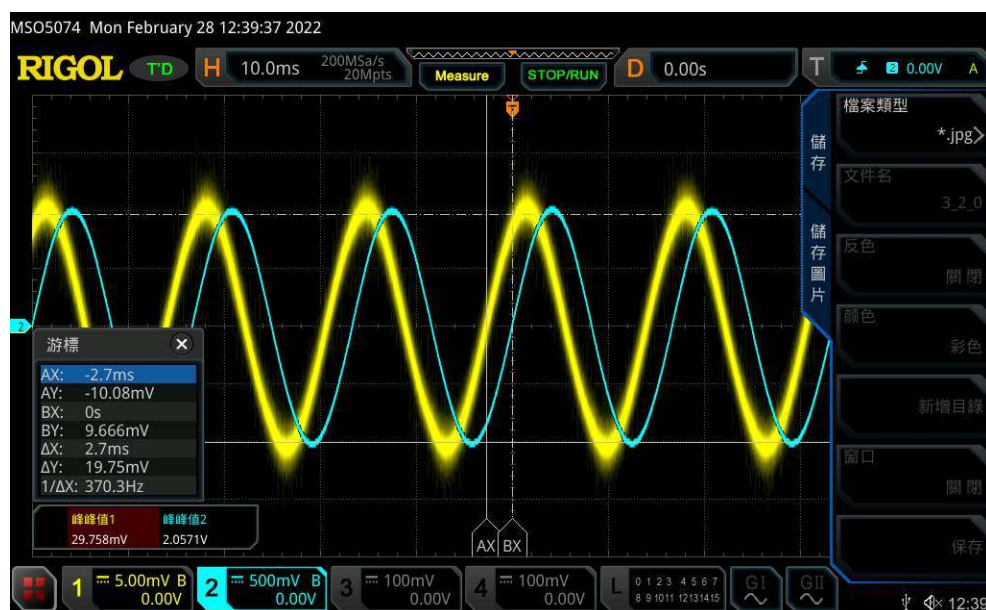 MSO5074 Mon February 28 12:39:37 2022
RIGOL T'D H 10.0ms 200MSa/s 20Mpts Measure STOP/RUN D 0.00s T 2 0.00V A
T
檔案類型
*.jpg
儲存
文件名
3_2_0
儲存圖片
反色
關閉
顏色
彩色
新增目錄
窗口
關閉
保存
2
游標
AX: -2.7ms
AY: -10.08mV
BX: 0s
BY: 9.666mV
ΔX: 2.7ms
ΔY: 19.75mV
1/ΔX: 370.3Hz
峰峰值1 峰峰值2
29.758mV 2.0571V
AX BX
1 5.00mV B 0.00V
2 500mV B 0.00V
3 100mV 0.00V
4 100mV 0.00V
L 0 1 2 3 4 5 6 7
8 9 10 11 12 13 14 15
GI GII
12:39